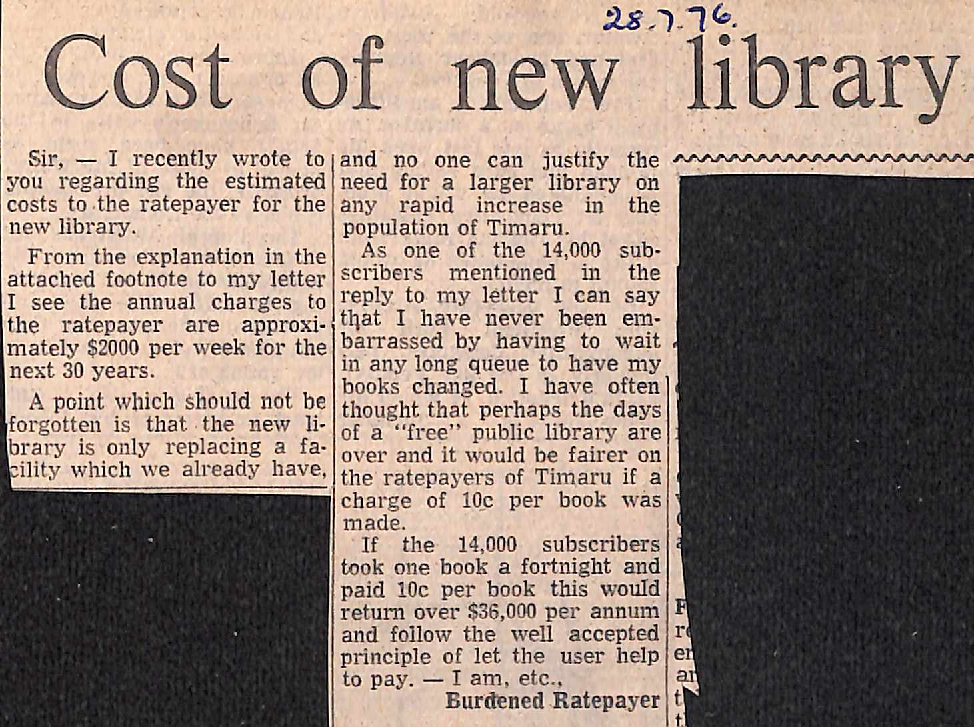 28.7.76.
Cost of new library
Sir, — I recently wrote to
you regarding the estimated
costs to the ratepayer for the
new library.
From the explanation in the
attached footnote to my letter
I see the annual charges to
the ratepayer are approxi-
mately $2000 per week for the
next 30 years.
A point which should not be
forgotten is that the new li-
brary is only replacing a fa-
cility which we already have,
and no one can justify the
need for a larger library on
any rapid increase in the
population of Timaru.
As one of the 14,000 sub-
scribers mentioned in the
reply to my letter I can say
that I have never been em-
barrassed by having to wait
in any long queue to have my
books changed. I have often
thought that perhaps the days
of a "free" public library are
over and it would be fairer on
the ratepayers of Timaru if a
charge of 10c per book was
made.
If the 14,000 subscribers
took one book a fortnight and
paid 10c per book this would
return over $36,000 per annum
and follow the well accepted
principle of let the user help
to pay. — I am, etc.,
Burdened Ratepayer